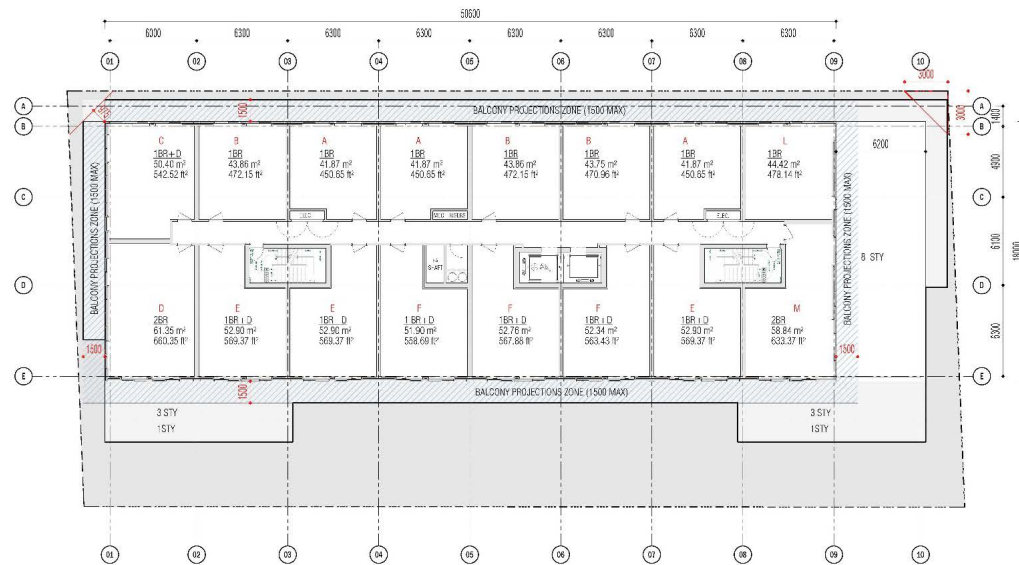 50600
6000 6300 6300 6300 6300 6300 6300 6300
01 02 03 04 05 06 07 08 09 10
3000
A BALCONY PROJECTIONS ZONE (1500 MAX) A
1500
3000
1400
B B
6200
C B A A B B A L
1BR+D 1BR 1BR 1BR 1BR 1BR 1BR 1BR
50.40 m² 43.86 m² 41.87 m² 41.87 m² 43.86 m² 43.75 m² 41.87 m² 44.42 m²
542.52 ft² 472.15 ft² 450.65 ft² 450.65 ft² 472.15 ft² 470.96 ft² 450.65 ft² 478.14 ft²
4900
C C
ELEC. ELEC.
BALCONY PROJECTIONS ZONE (1500 MAX)
BALCONY PROJECTIONS ZONE (1500 MAX)
6100
18000
SHAFT
8 STY
D D
D E E F F F E M
2BR 1BR+D 1BR D 1BR+D 1BR+D 1BR+D 1BR+D 2BR
61.35 m² 52.90 m² 52.90 m² 51.90 m² 52.76 m² 52.34 m² 52.90 m² 58.84 m²
660.35 ft² 569.37 ft² 569.37 ft² 558.69 ft² 567.88 ft² 563.43 ft² 569.37 ft² 633.37 ft²
6300
1500 1500
E E
1500
BALCONY PROJECTIONS ZONE (1500 MAX)
3 STY 3 STY
1STY 1STY
01 02 03 04 05 06 07 08 09 10